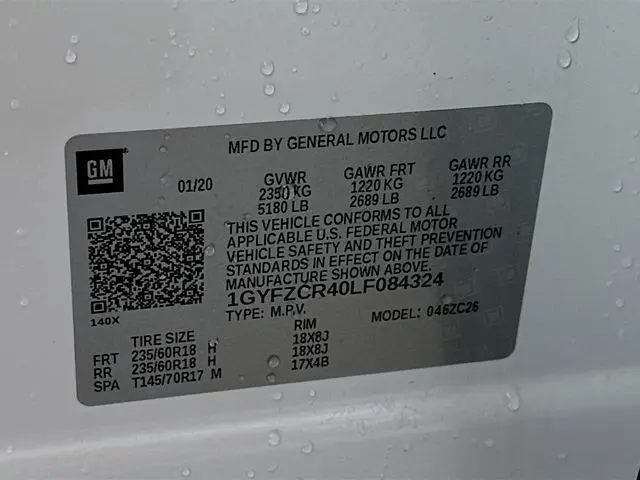 GM
MFD BY GENERAL MOTORS LLC
01/20 GVWR GAWR FRT GAWR RR
2350 KG 1220 KG 1220 KG
5180 LB 2689 LB 2689 LB
THIS VEHICLE CONFORMS TO ALL
APPLICABLE U.S. FEDERAL MOTOR
VEHICLE SAFETY AND THEFT PREVENTION
STANDARDS IN EFFECT ON THE DATE OF
MANUFACTURE SHOWN ABOVE.
1GYFZCR40LF084324
140X TYPE: M.P.V. MODEL: 046ZC26
TIRE SIZE RIM
FRT 235/60R18 H 18X8J
RR 235/60R18 H 18X8J
SPA T145/70R17 M 17X4B